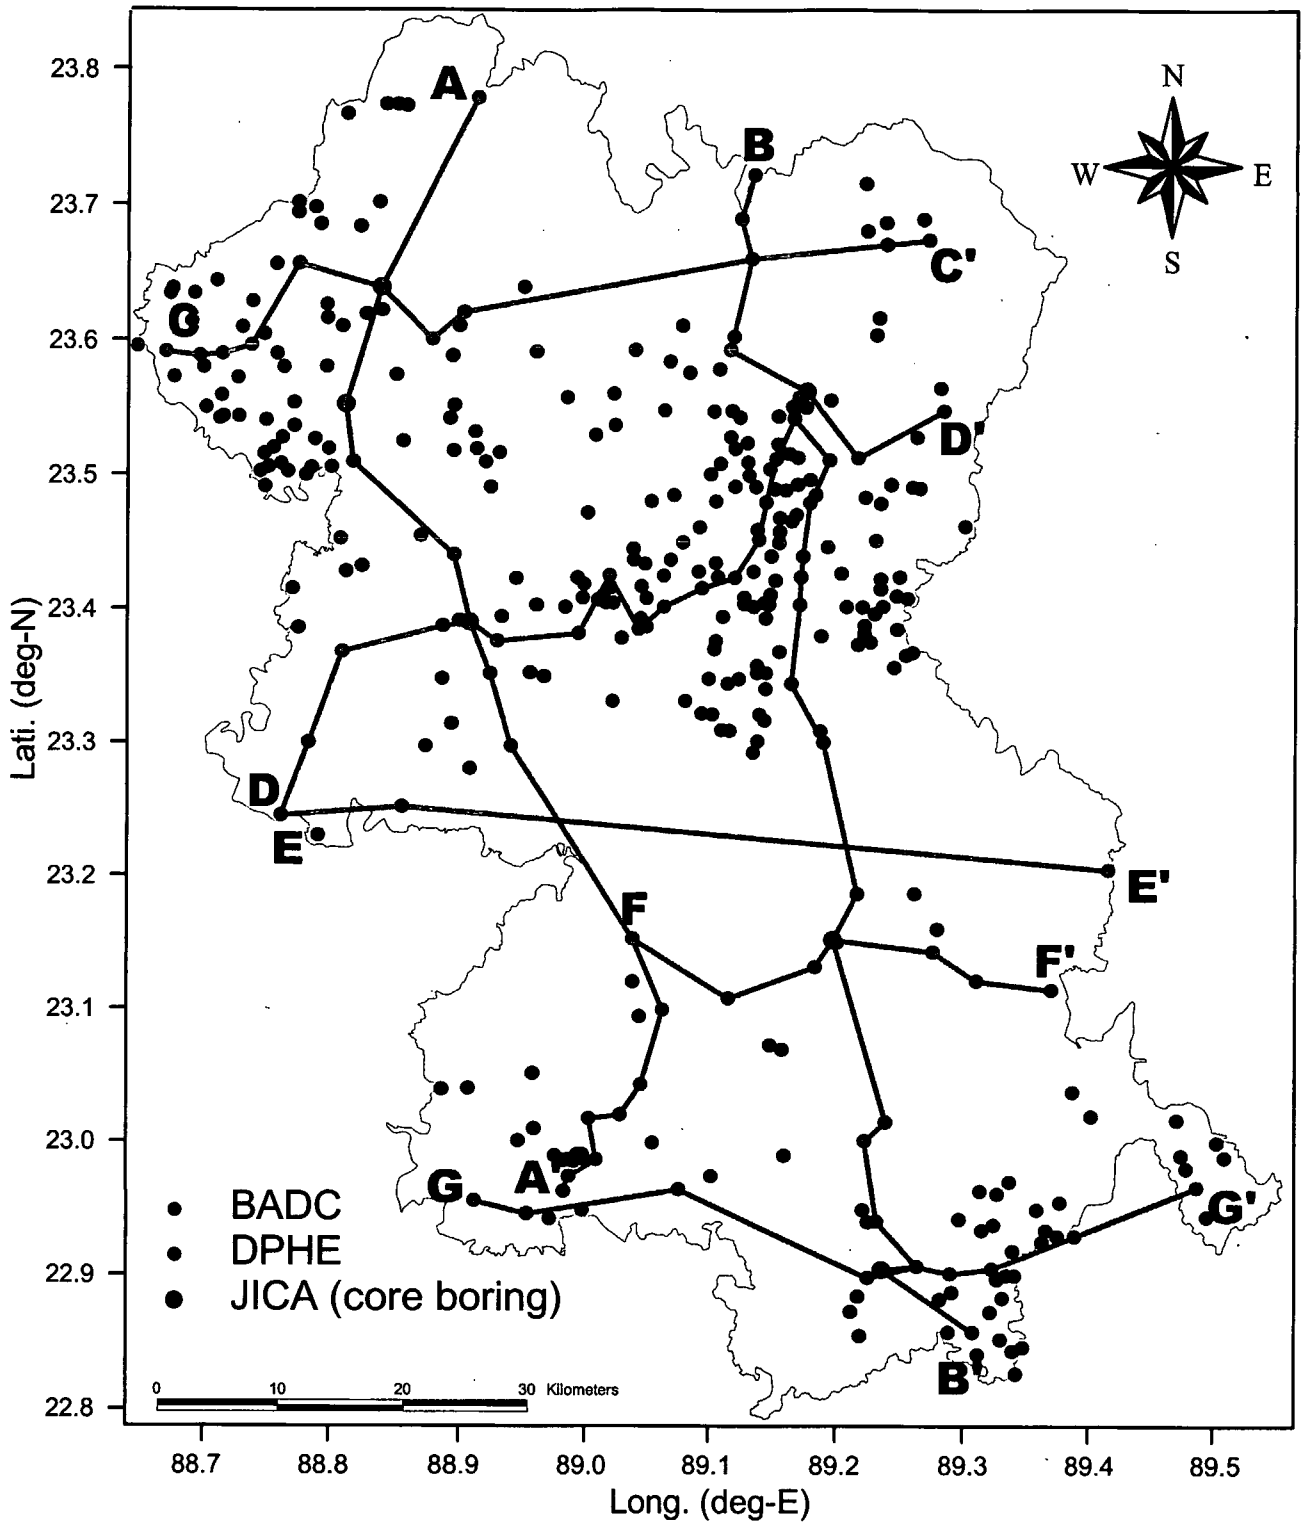 23.8
23.7
23.6
23.5
23.4
23.3
23.2
23.1
23.0
22.9
22.8
Lati. (deg-N)
88.7
88.8
88.9
89.0
89.1
89.2
89.3
89.4
89.5
Long. (deg-E)
N
W
E
S
A
B
C'
G
D'
D
E
E'
F
F'
A'
G
G'
B'
BADC
DPHE
JICA (core boring)
0 10 20 30 Kilometers